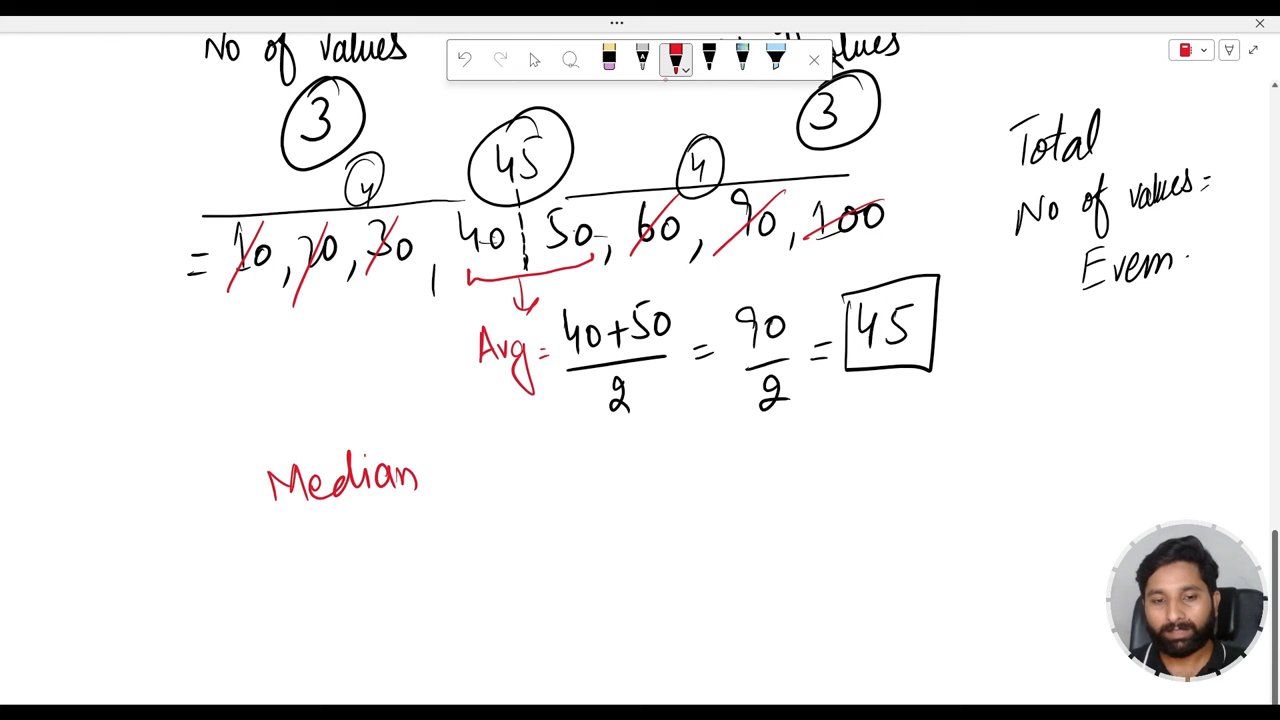 No of values
values
3
3
45
4
4
= 10, 20, 30, 40 50, 60, 90, 100
Total
No of values =
Even.
Avg = 40+50/2 = 90/2 = 45
Median